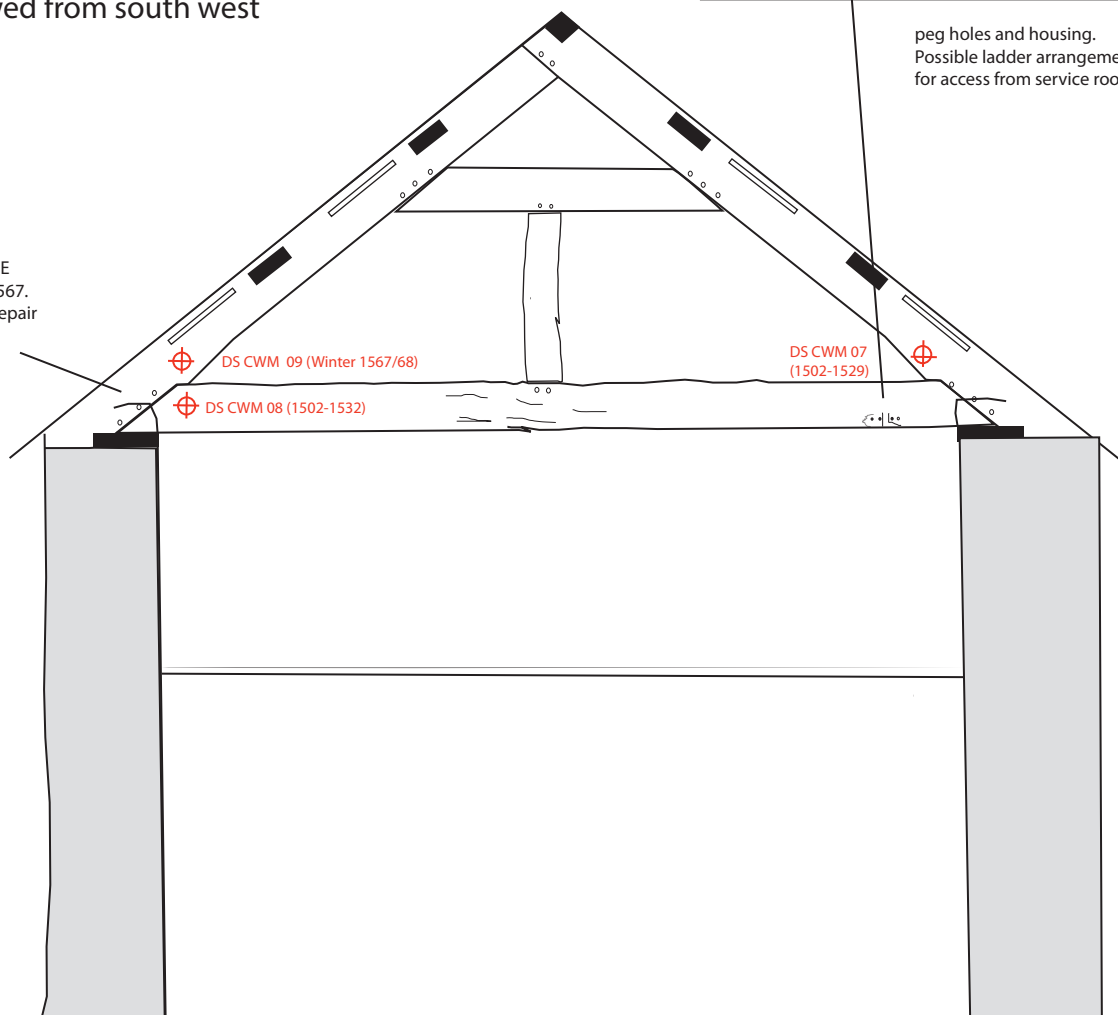 ved from south west
peg holes and housing.
Possible ladder arrangeme
for access from service roo
E
567.
epair
DS CWM 09 (Winter 1567/68)
DS CWM 07
(1502-1529)
DS CWM 08 (1502-1532)